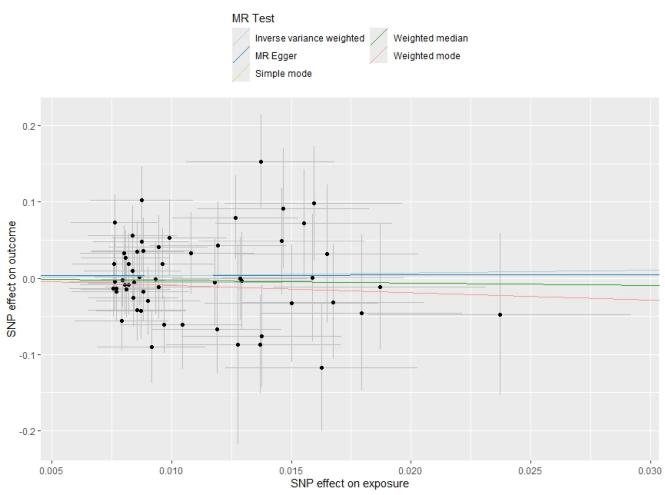 MR Test
Inverse variance weighted
Weighted median
MR Egger
Weighted mode
Simple mode
0.2
0.1
0.0
-0.1
-0.2
SNP effect on outcome
0.005
0.010
0.015
0.020
0.025
0.030
SNP effect on exposure